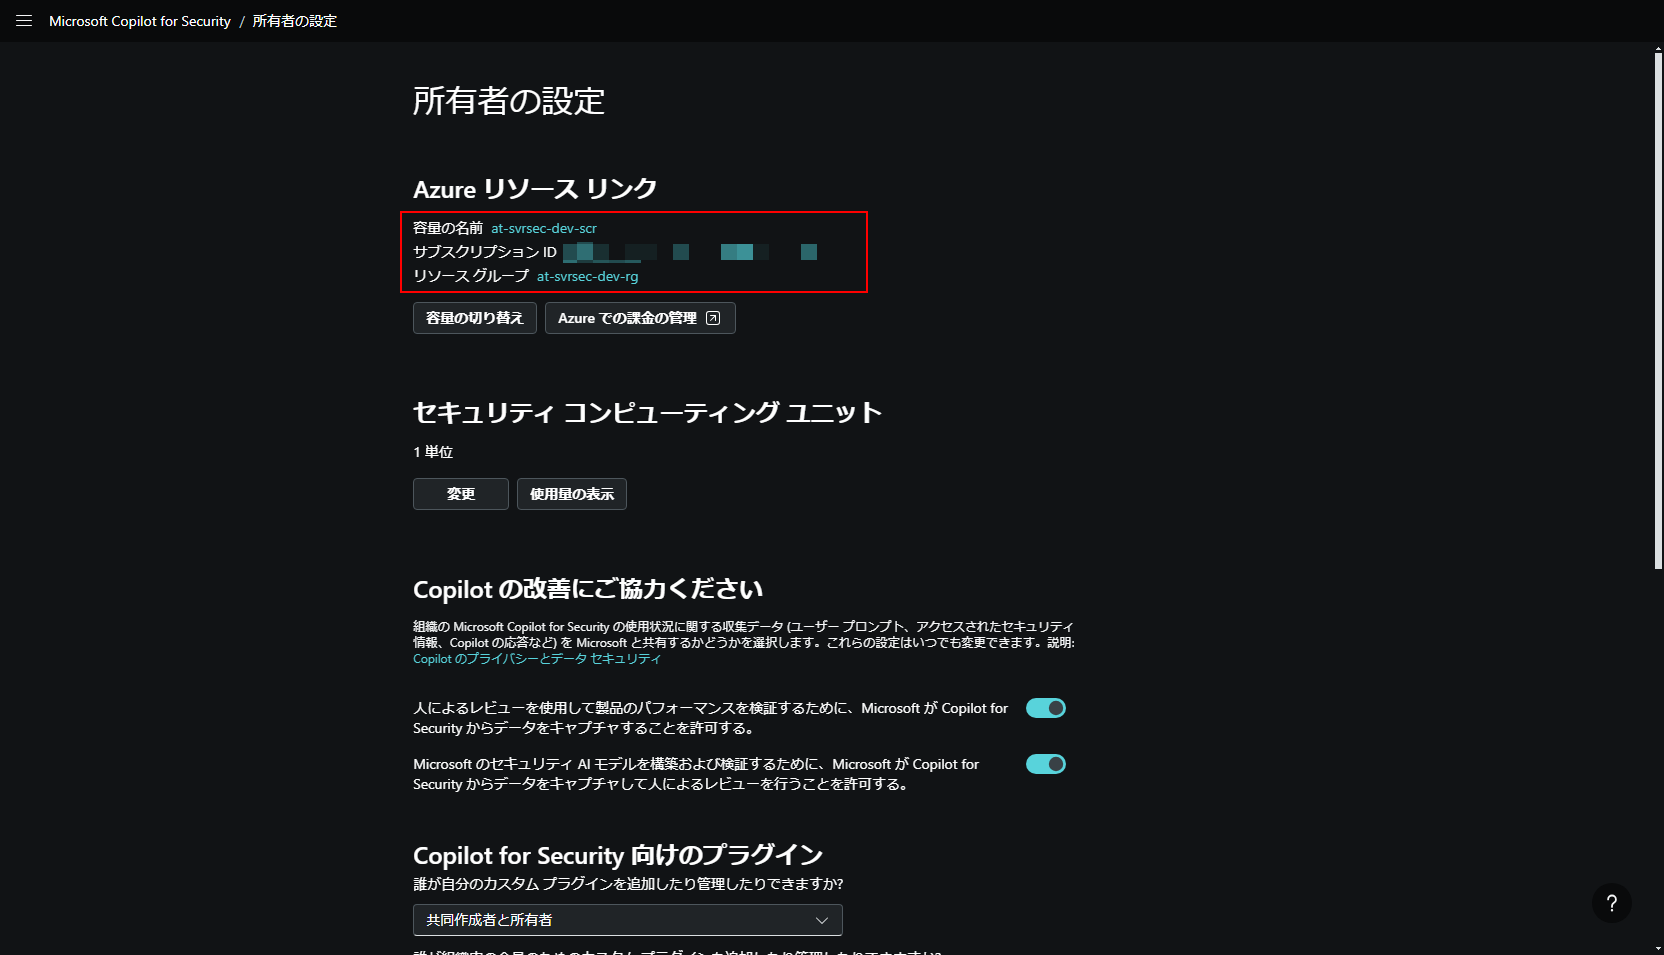 Microsoft Copilot for Security / 所有者の設定
所有者の設定
Azure リソース リンク
容量の名前 at-svrsec-dev-scr
サブスクリプション ID
リソース グループ at-svrsec-dev-rg
容量の切り替え Azure での課金の管理
セキュリティ コンピューティング ユニット
1 単位
変更 使用量の表示
Copilot の改善にご協力ください
組織の Microsoft Copilot for Security の使用状況に関する収集データ (ユーザー プロンプト、アクセスされたセキュリティ
情報、Copilot の応答など) を Microsoft と共有するかどうかを選択します。これらの設定はいつでも変更できます。説明:
Copilot のプライバシーとデータ セキュリティ
人によるレビューを使用して製品のパフォーマンスを検証するために、Microsoft が Copilot for
Security からデータをキャプチャすることを許可する。
Microsoft のセキュリティ AI モデルを構築および検証するために、Microsoft が Copilot for
Security からデータをキャプチャして人によるレビューを行うことを許可する。
Copilot for Security 向けのプラグイン
誰が自分のカスタム プラグインを追加したり管理したりできますか?
共同作成者と所有者
?